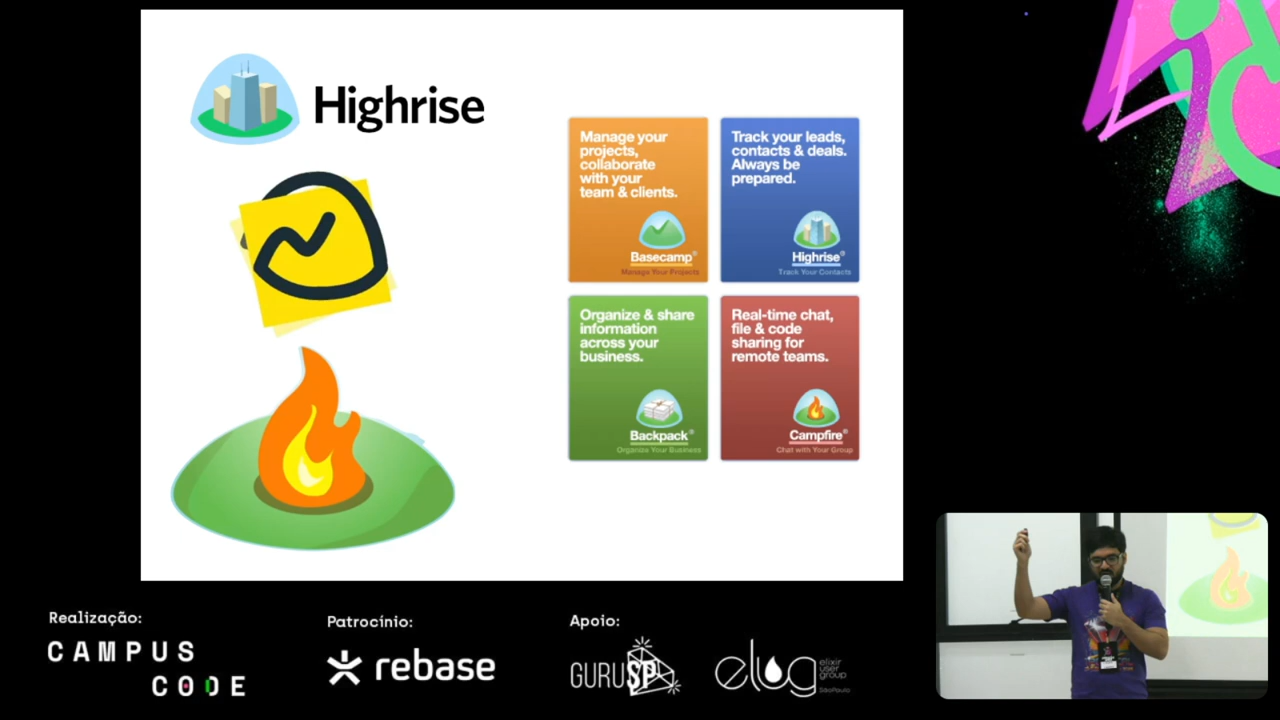 Highrise
Manage your
projects,
collaborate
with your
team & clients.
Basecamp®
Manage Your Projects
Track your leads,
contacts & deals.
Always be
prepared.
Highrise®
Track Your Contacts
Organize & share
information
across your
business.
Backpack®
Organize Your Business
Real-time chat,
file & code
sharing for
remote teams.
Campfire®
Chat with Your Group
Realização:
CAMPUS
CODE
Patrocínio:
rebase
Apoio:
GURUSP
elug
elixir
user
group
SãoPaulo